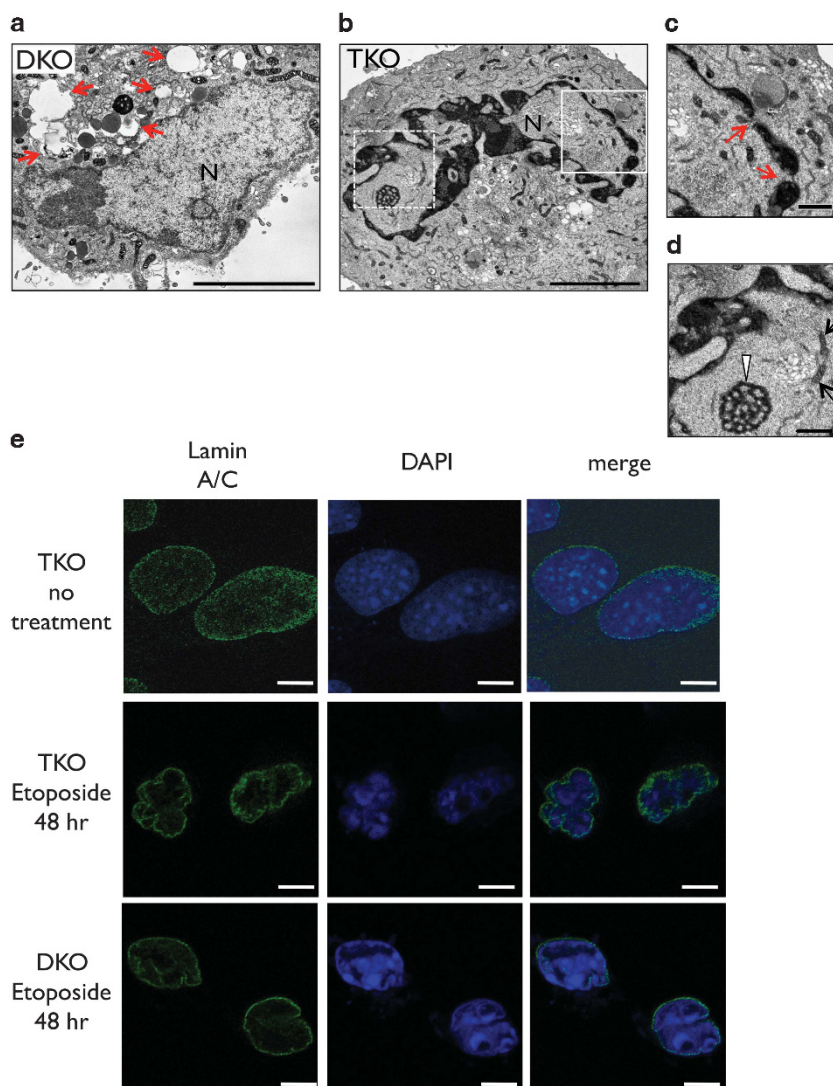 a
b
c
DKO
N
TKO
N
d
e
Lamin
A/C
DAPI
merge
TKO
no
treatment
TKO
Etoposide
48 hr
DKO
Etoposide
48 hr